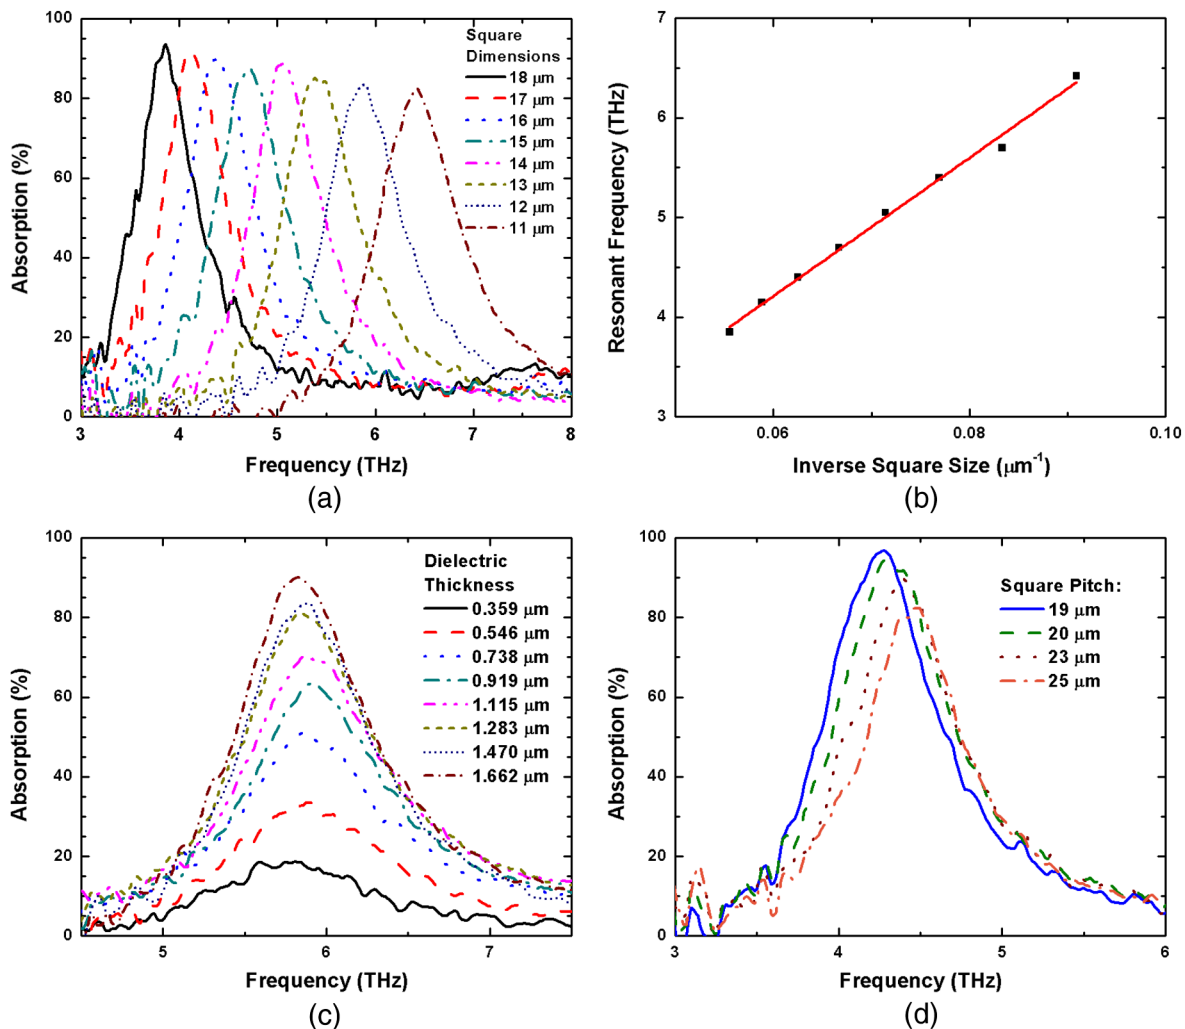 100
80
60
40
20
0
Absorption (%)
3 4 5 6 7 8
Frequency (THz)
Square
Dimensions
18 μm
17 μm
16 μm
15 μm
14 μm
13 μm
12 μm
11 μm
(a)
7
6
5
4
3
Resonant Frequency (THz)
0.06 0.08 0.10
Inverse Square Size (μm⁻¹)
(b)
100
80
60
40
20
0
Absorption (%)
5 6 7
Frequency (THz)
Dielectric
Thickness
0.359 μm
0.546 μm
0.738 μm
0.919 μm
1.115 μm
1.283 μm
1.470 μm
1.662 μm
(c)
100
80
60
40
20
0
Absorption (%)
3 4 5 6
Frequency (THz)
Square Pitch:
19 μm
20 μm
23 μm
25 μm
(d)